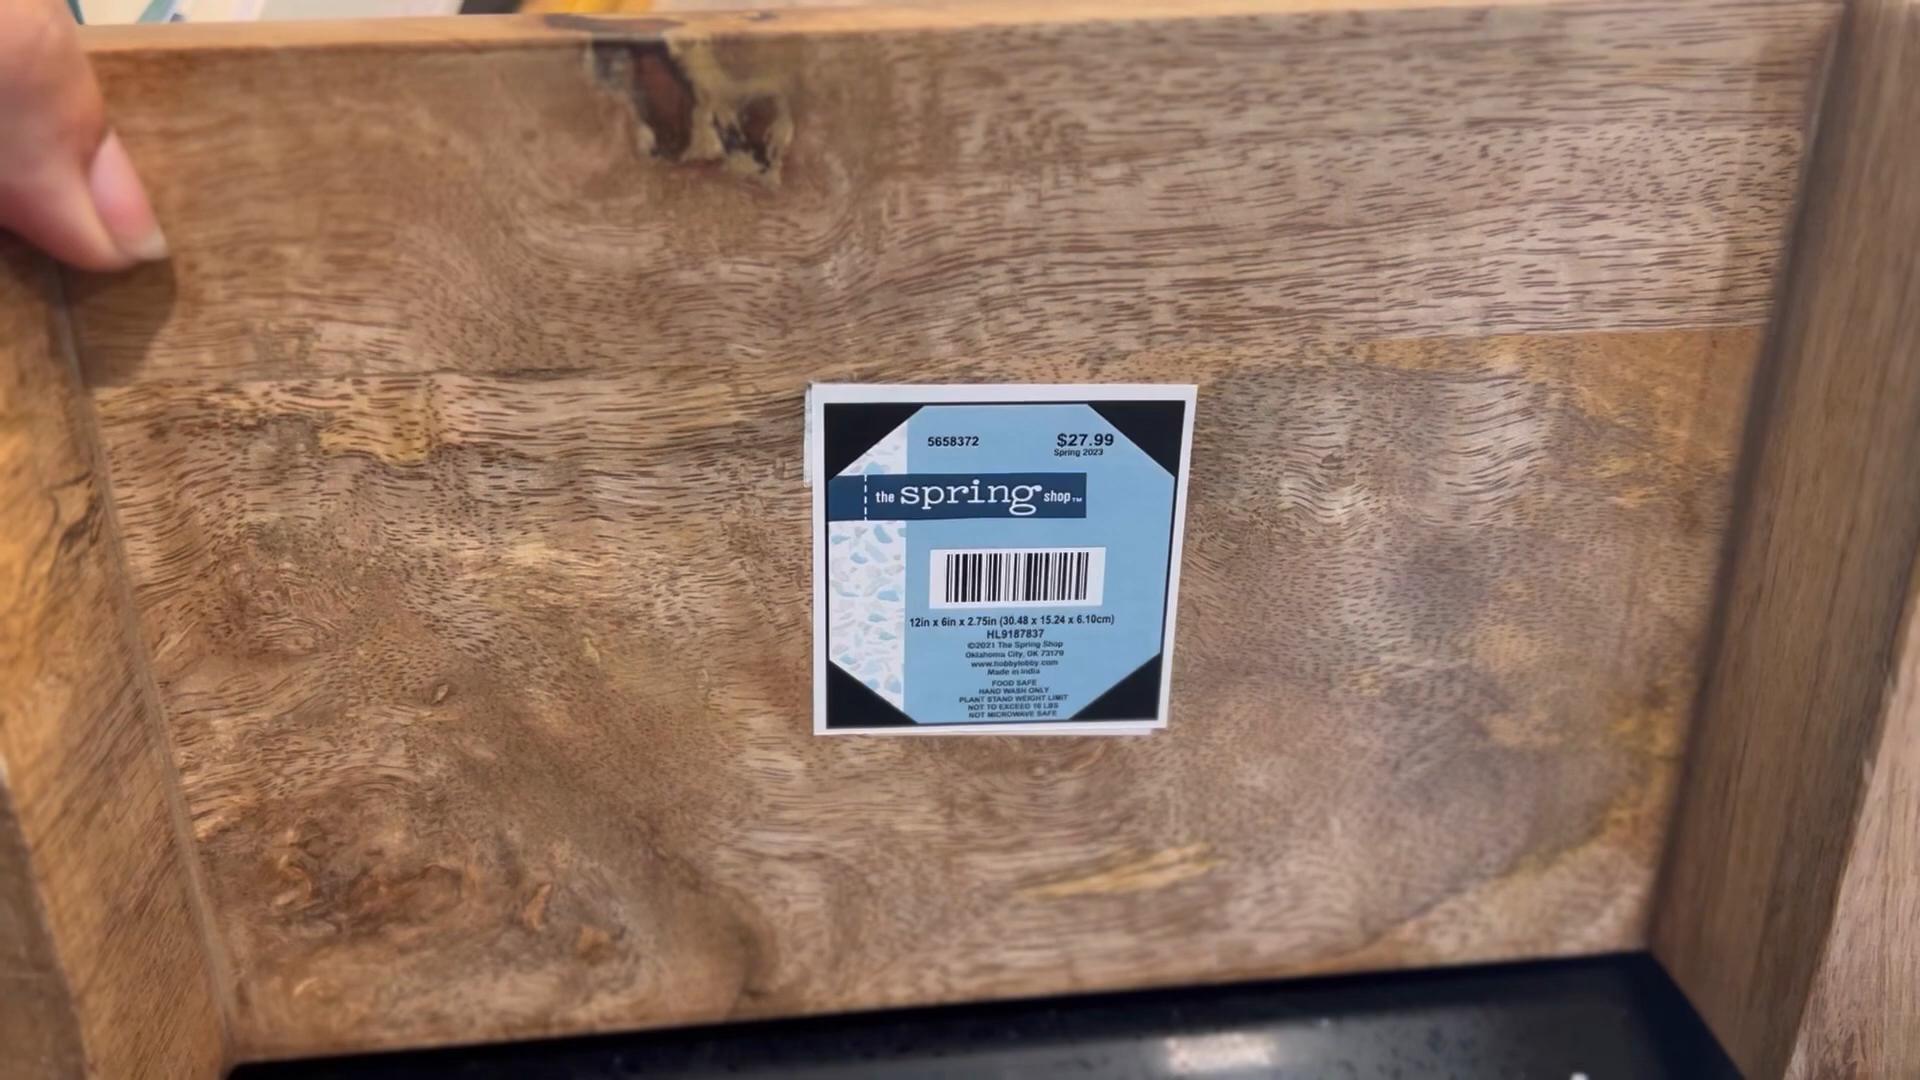 5658372 $27.99
Spring 2023
the spring shop™
12in x 6in x 2.75in (30.48 x 15.24 x 6.10cm)
HL9187837
©2021 The Spring Shop
Oklahoma City, OK 73179
www.hobbylobby.com
Made in India
FOOD SAFE
HAND WASH ONLY
PLANT STAND WEIGHT LIMIT
NOT TO EXCEED 16 LBS
NOT MICROWAVE SAFE